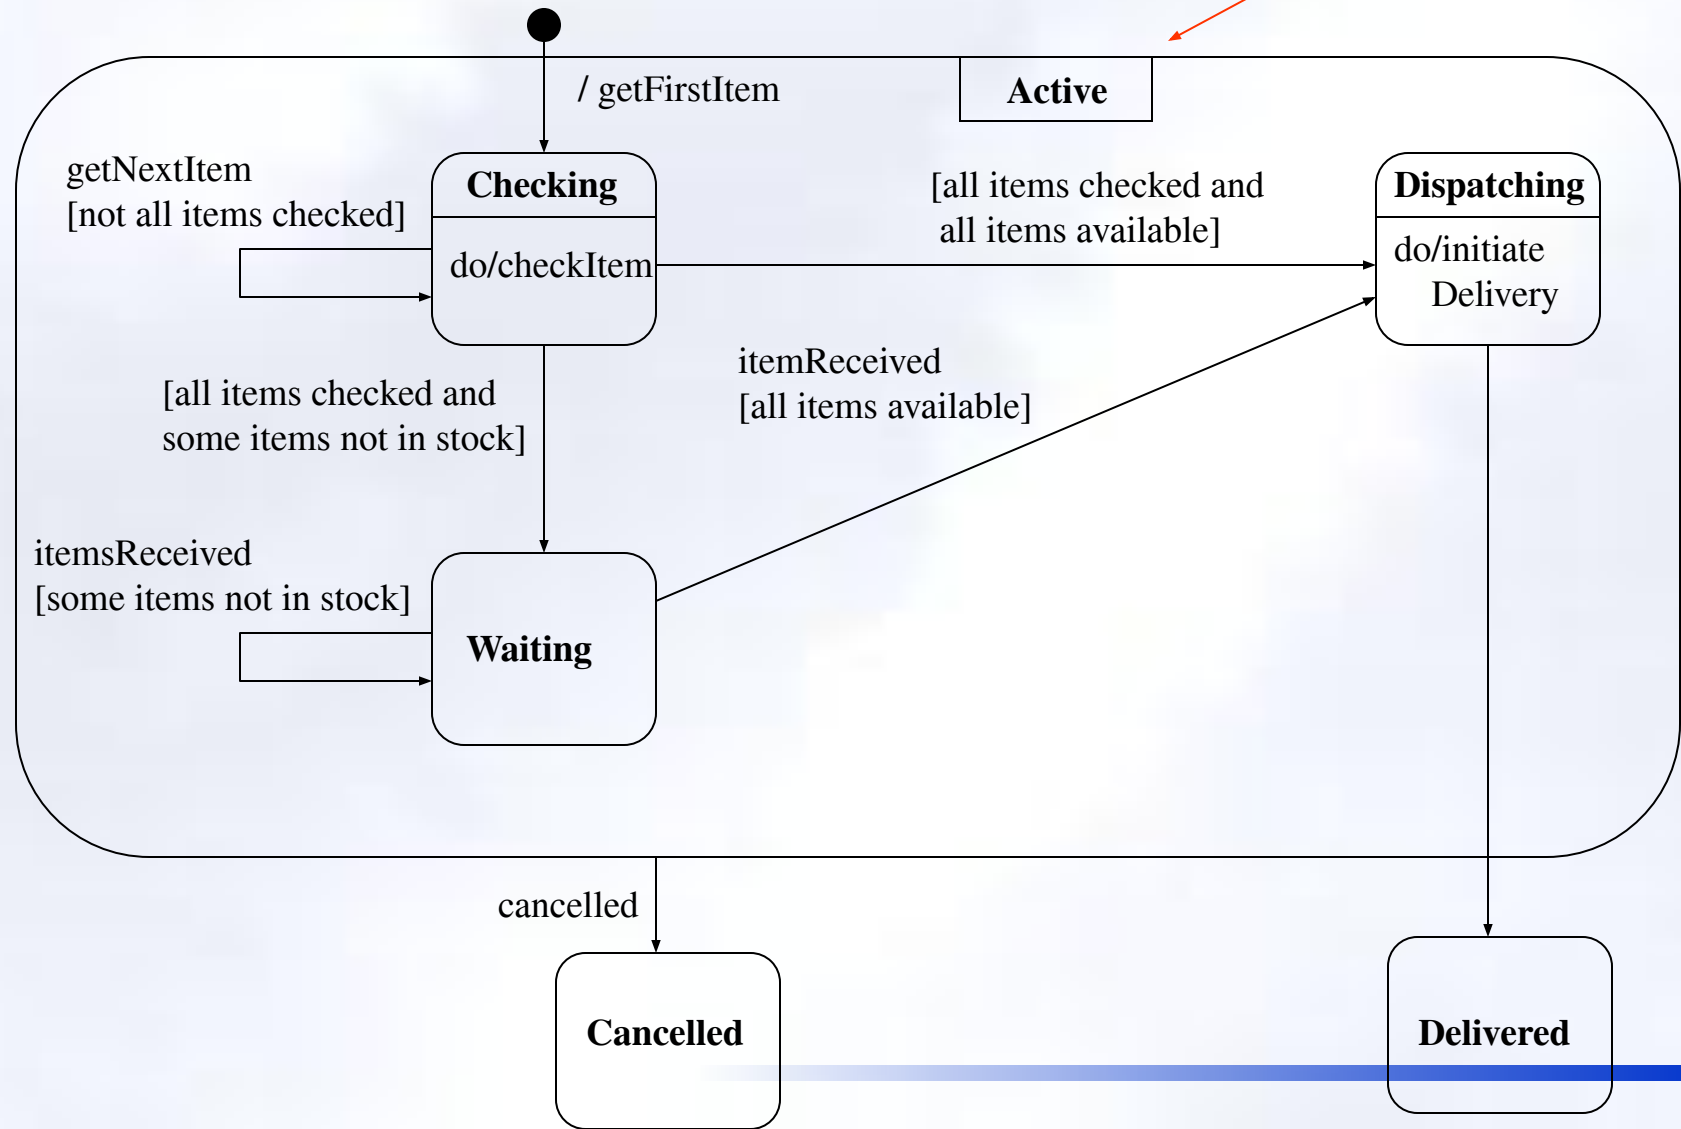 / getFirstItem
Active
getNextItem
[not all items checked]
Checking
do/checkItem
[all items checked and
all items available]
Dispatching
do/initiate
Delivery
[all items checked and
some items not in stock]
itemReceived
[all items available]
itemsReceived
[some items not in stock]
Waiting
cancelled
Cancelled
Delivered